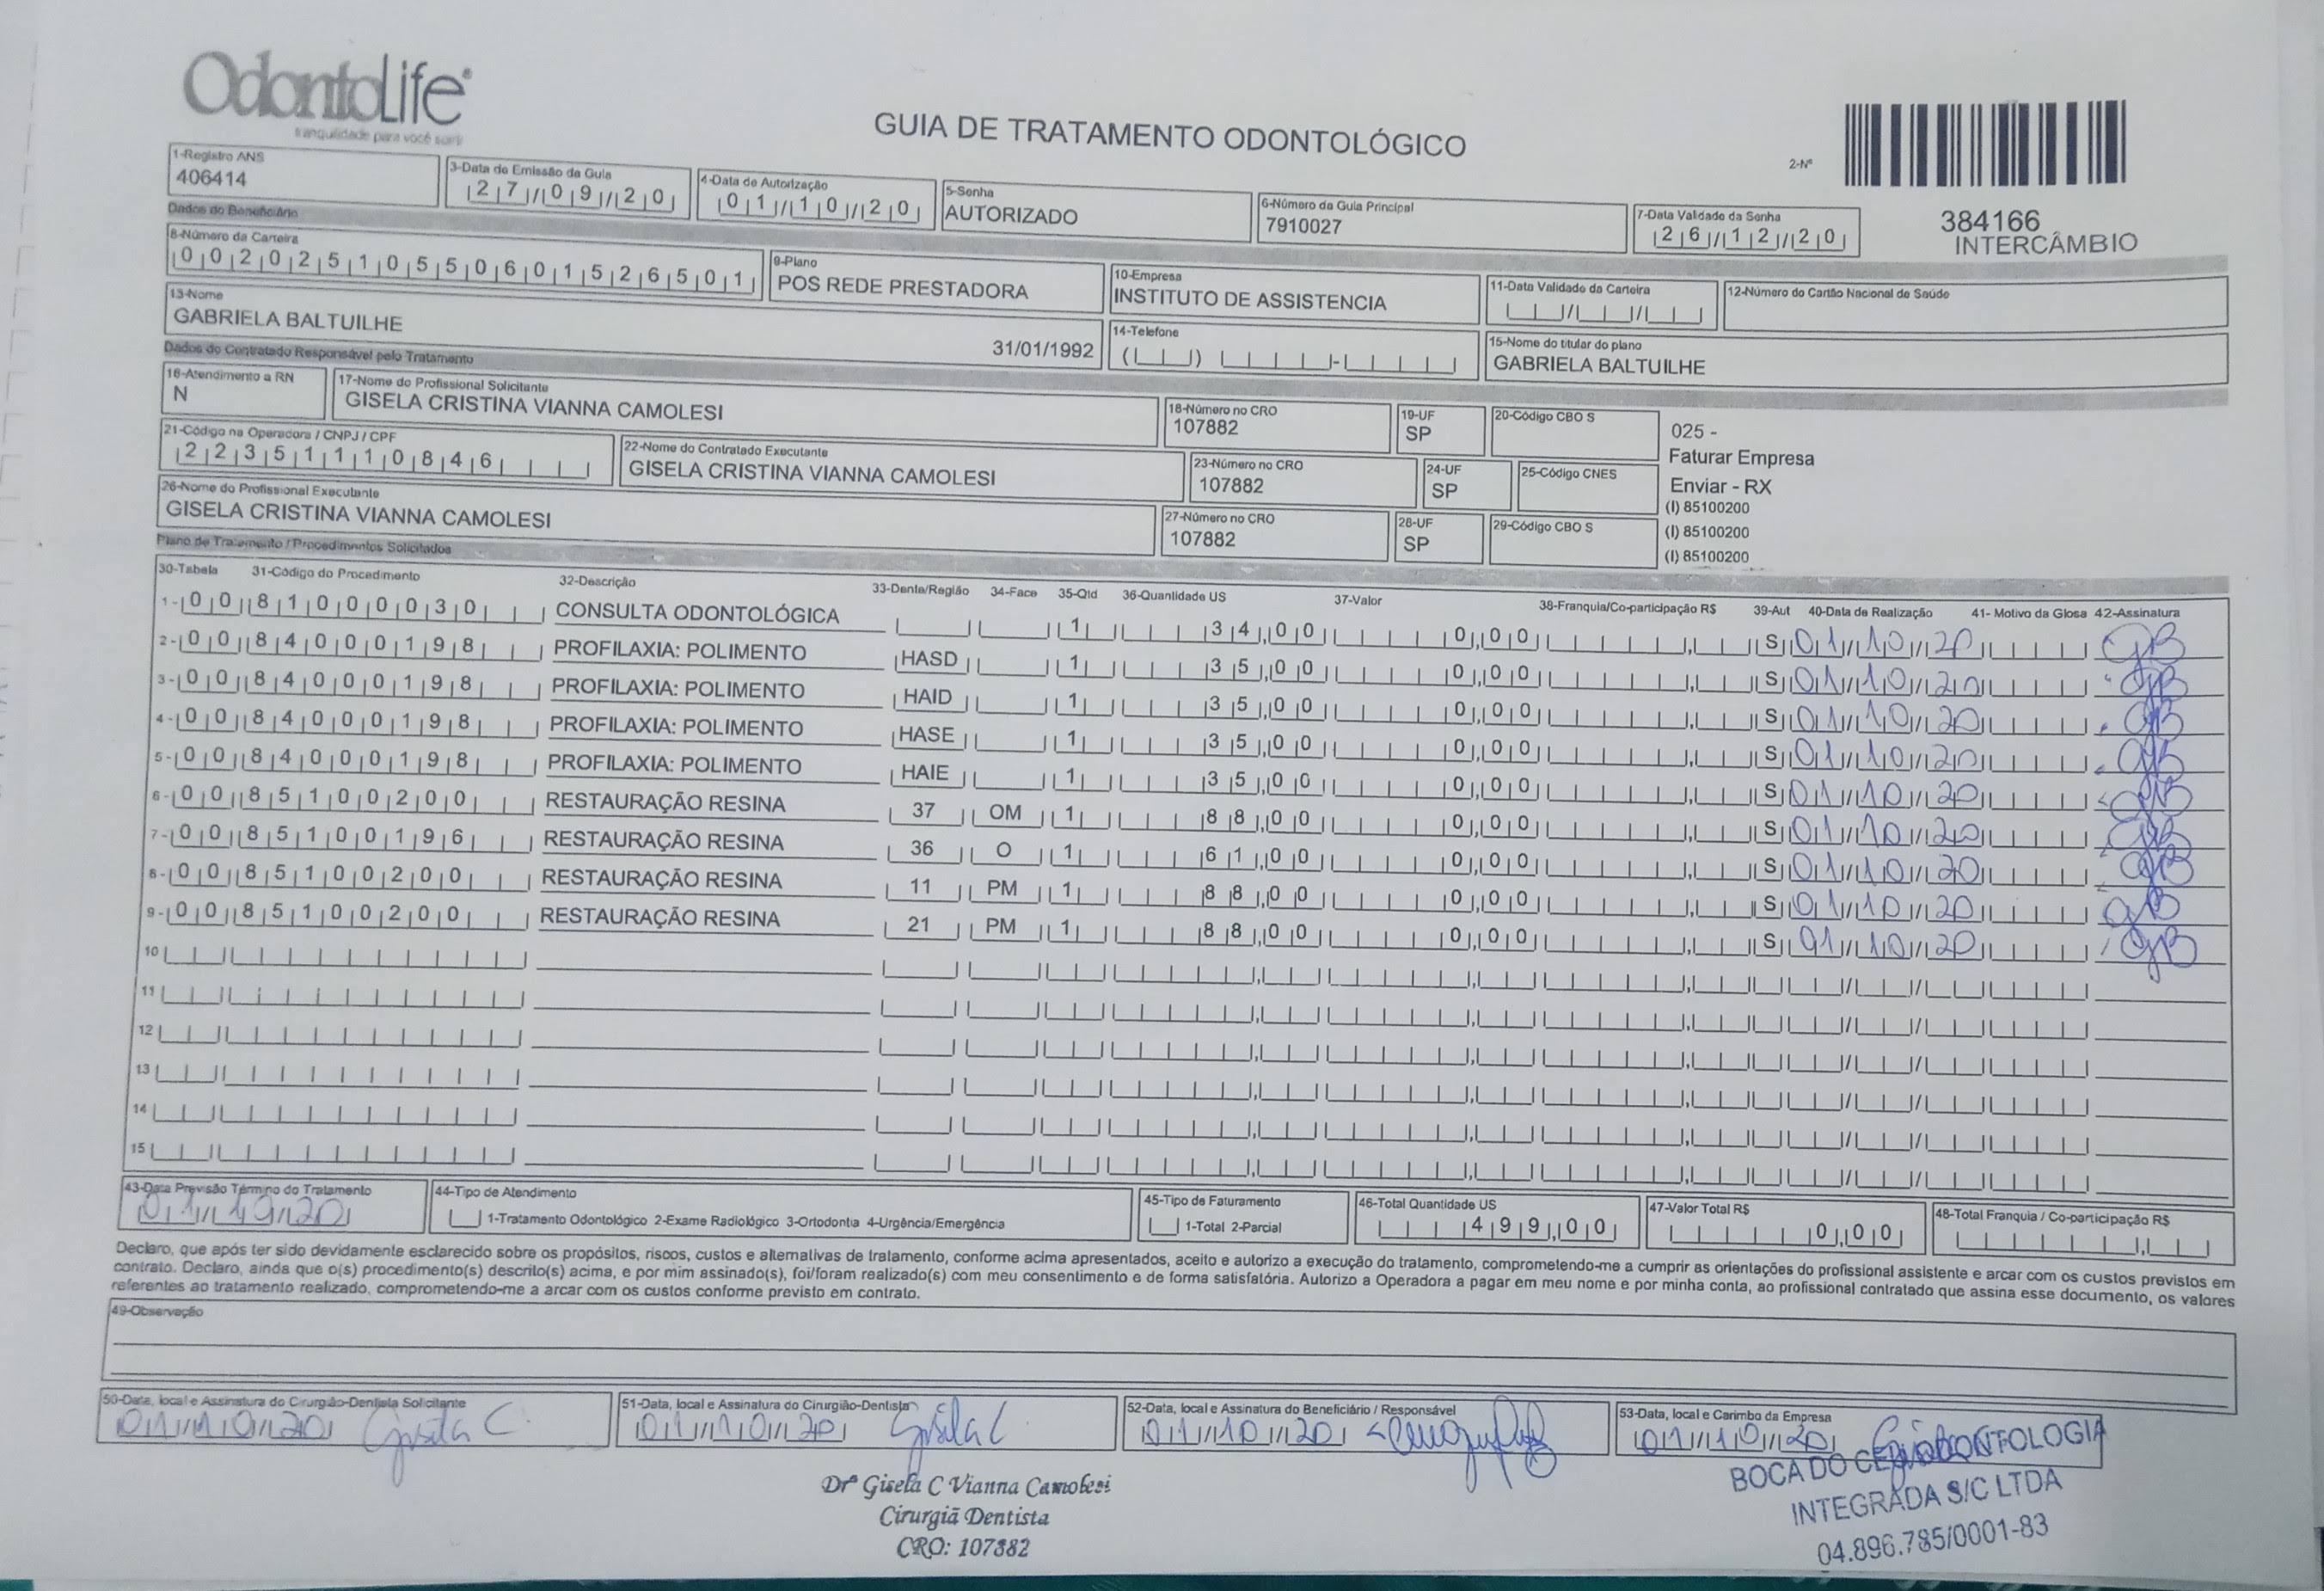 OdontoLife®
tranquilidade para você sorrir
GUIA DE TRATAMENTO ODONTOLÓGICO
2-Nº
384166
INTERCÂMBIO
1-Registro ANS
406414
3-Data de Emissão da Guia
27/09/20
4-Data de Autorização
01/10/20
5-Senha
AUTORIZADO
6-Número da Guia Principal
7910027
7-Data Validade da Senha
26/12/20
Dados do Beneficiário
8-Número da Carteira
00202510550601526501
9-Plano
POS REDE PRESTADORA
10-Empresa
INSTITUTO DE ASSISTENCIA
11-Data Validade da Carteira
12-Número do Cartão Nacional de Saúde
13-Nome
GABRIELA BALTUILHE 31/01/1992
14-Telefone
15-Nome do titular do plano
GABRIELA BALTUILHE
Dados do Contratado Responsável pelo Tratamento
16-Atendimento a RN
N
17-Nome do Profissional Solicitante
GISELA CRISTINA VIANNA CAMOLESI
18-Número no CRO
107882
19-UF
SP
20-Código CBO S
025 -
Faturar Empresa
Enviar - RX
(I) 85100200
(I) 85100200
(I) 85100200
21-Código na Operadora / CNPJ / CPF
22351110846
22-Nome do Contratado Executante
GISELA CRISTINA VIANNA CAMOLESI
23-Número no CRO
107882
24-UF
SP
25-Código CNES
26-Nome do Profissional Executante
GISELA CRISTINA VIANNA CAMOLESI
27-Número no CRO
107882
28-UF
SP
29-Código CBO S
Plano de Tratamento / Procedimentos Solicitados
30-Tabela 31-Código do Procedimento 32-Descrição 33-Dente/Região 34-Face 35-Qtd 36-Quantidade US 37-Valor 38-Franquia/Co-participação R$ 39-Aut 40-Data de Realização 41- Motivo da Glosa 42-Assinatura
1- 00 81000030 CONSULTA ODONTOLÓGICA 1 34,00 0,00 S 01/10/20 GB
2- 00 84000198 PROFILAXIA: POLIMENTO HASD 1 35,00 0,00 S 01/10/20 GB
3- 00 84000198 PROFILAXIA: POLIMENTO HAID 1 35,00 0,00 S 01/10/20 GB
4- 00 84000198 PROFILAXIA: POLIMENTO HASE 1 35,00 0,00 S 01/10/20 GB
5- 00 84000198 PROFILAXIA: POLIMENTO HAIE 1 35,00 0,00 S 01/10/20 GB
6- 00 85100200 RESTAURAÇÃO RESINA 37 OM 1 88,00 0,00 S 01/10/20 GB
7- 00 85100196 RESTAURAÇÃO RESINA 36 O 1 61,00 0,00 S 01/10/20 GB
8- 00 85100200 RESTAURAÇÃO RESINA 11 PM 1 88,00 0,00 S 01/10/20 GB
9- 00 85100200 RESTAURAÇÃO RESINA 21 PM 1 88,00 0,00 S 01/10/20 GB
10
11
12
13
14
15
43-Data Previsão Término do Tratamento
01/10/20
44-Tipo de Atendimento
1-Tratamento Odontológico 2-Exame Radiológico 3-Ortodontia 4-Urgência/Emergência
45-Tipo de Faturamento
1-Total 2-Parcial
46-Total Quantidade US
499,00
47-Valor Total R$
0,00
48-Total Franquia / Co-participação R$
Declaro, que após ter sido devidamente esclarecido sobre os propósitos, riscos, custos e alternativas de tratamento, conforme acima apresentados, aceito e autorizo a execução do tratamento, comprometendo-me a cumprir as orientações do profissional assistente e arcar com os custos previstos em
contrato. Declaro, ainda que o(s) procedimento(s) descrito(s) acima, e por mim assinado(s), foi/foram realizado(s) com meu consentimento e de forma satisfatória. Autorizo a Operadora a pagar em meu nome e por minha conta, ao profissional contratado que assina esse documento, os valores
referentes ao tratamento realizado, comprometendo-me a arcar com os custos conforme previsto em contrato.
49-Observação
50-Data, local e Assinatura do Cirurgião-Dentista Solicitante
01/10/20 Gisela C.
51-Data, local e Assinatura do Cirurgião-Dentista
01/10/20 Gisela C
52-Data, local e Assinatura do Beneficiário / Responsável
01/10/20
53-Data, local e Carimbo da Empresa
01/10/20
Drª Gisela C Vianna Camolesi
Cirurgiã Dentista
CRO: 107882
BOCA DO CEU ODONTOLOGIA
INTEGRADA S/C LTDA
04.896.785/0001-83